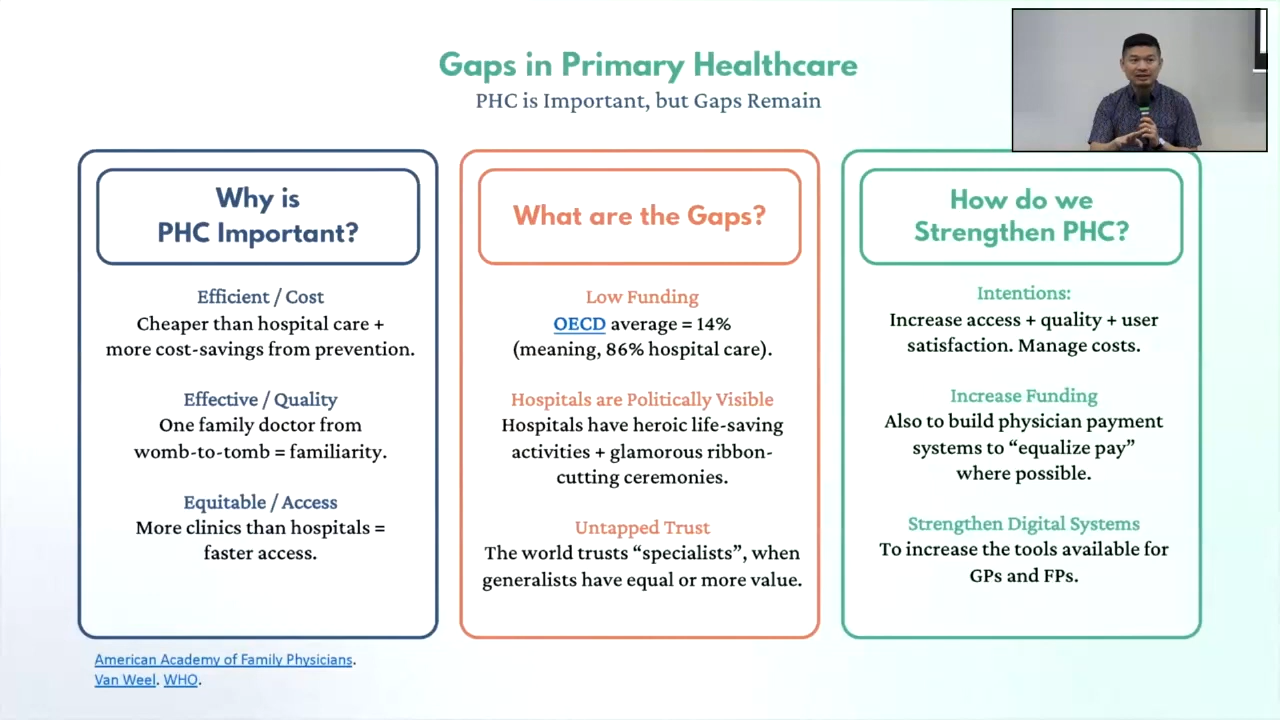 Gaps in Primary Healthcare
PHC is Important, but Gaps Remain
Why is
PHC Important?
Efficient / Cost
Cheaper than hospital care +
more cost-savings from prevention.
Effective / Quality
One family doctor from
womb-to-tomb = familiarity.
Equitable / Access
More clinics than hospitals =
faster access.
What are the Gaps?
Low Funding
OECD average = 14%
(meaning, 86% hospital care).
Hospitals are Politically Visible
Hospitals have heroic life-saving
activities + glamorous ribbon-
cutting ceremonies.
Untapped Trust
The world trusts “specialists”, when
generalists have equal or more value.
How do we
Strengthen PHC?
Intentions:
Increase access + quality + user
satisfaction. Manage costs.
Increase Funding
Also to build physician payment
systems to “equalize pay”
where possible.
Strengthen Digital Systems
To increase the tools available for
GPs and FPs.
American Academy of Family Physicians.
Van Weel. WHO.